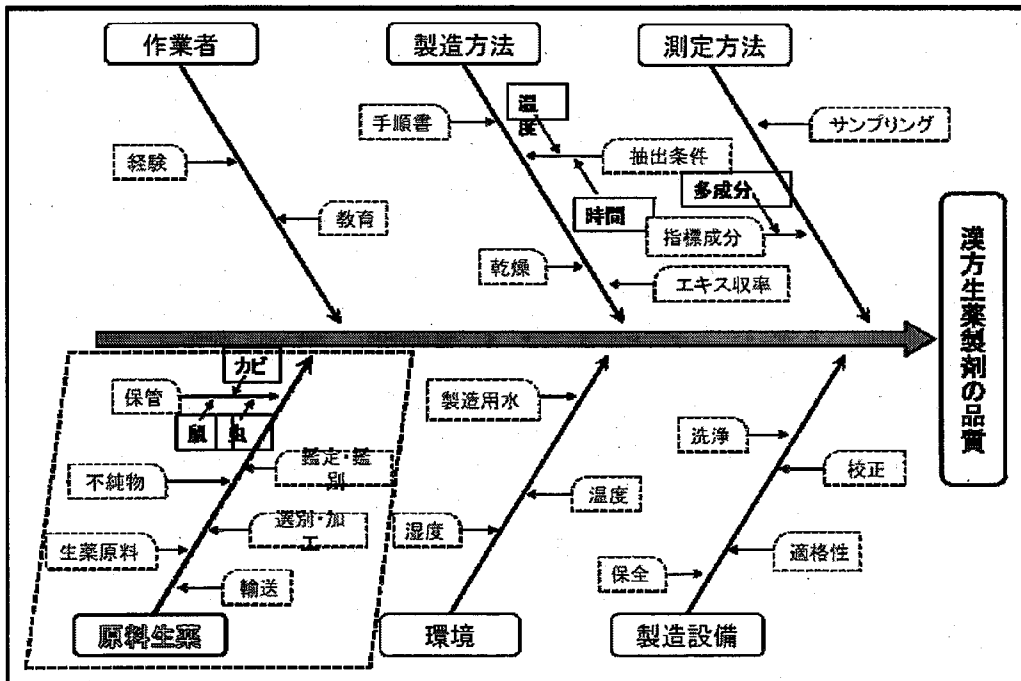 作業者
製造方法
測定方法
手順書
温
度
サンプリング
経験
抽出条件
多成分
教育
時間
指標成分
乾燥
エキス収率
漢方生薬製剤の品質
カビ
保管
鼠
虫
製造用水
洗浄
鑑定・鑑
別
不純物
校正
温度
選別・加
工
湿度
生薬原料
適格性
輸送
保全
原料生薬
環境
製造設備